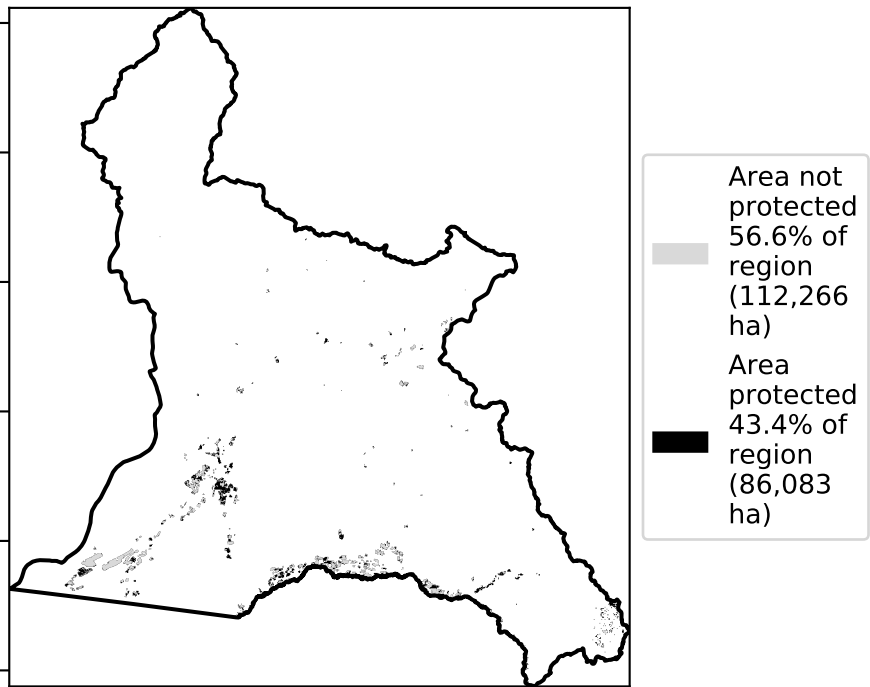 Area not
protected
56.6% of
region
(112,266
ha)
Area
protected
43.4% of
region
(86,083
ha)